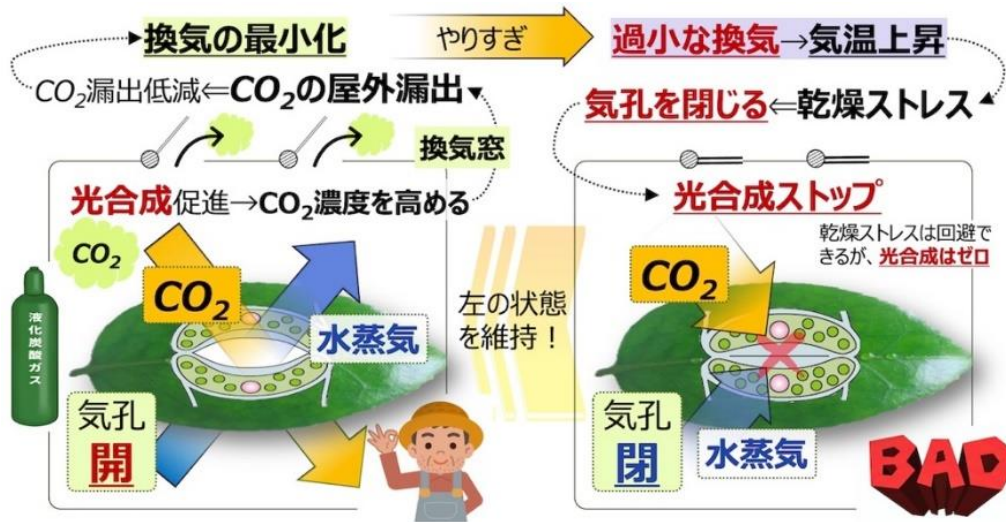 換気の最小化
やりすぎ
過小な換気→気温上昇
CO2漏出低減⇐CO2の屋外漏出
気孔を閉じる⇐乾燥ストレス
換気窓
光合成促進→CO2濃度を高める
光合成ストップ
乾燥ストレスは回避で
きるが、光合成はゼロ
CO2
CO2
CO2
液化炭酸ガス
水蒸気
左の状態
を維持！
気孔
開
気孔
閉
水蒸気
BAD